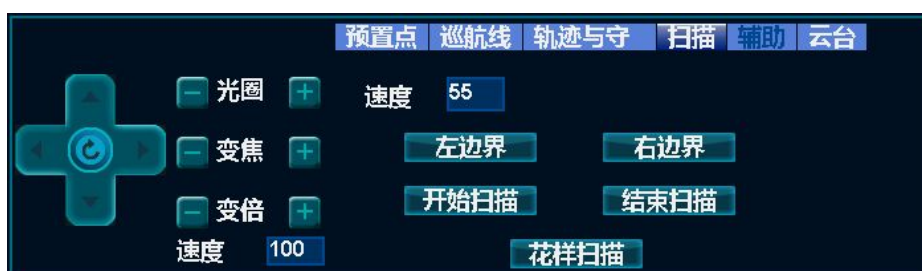 预置点 巡航线 轨迹与守 扫描 辅助 云台
光圈 速度 55
变焦 左边界 右边界
变倍 开始扫描 结束扫描
速度 100 花样扫描